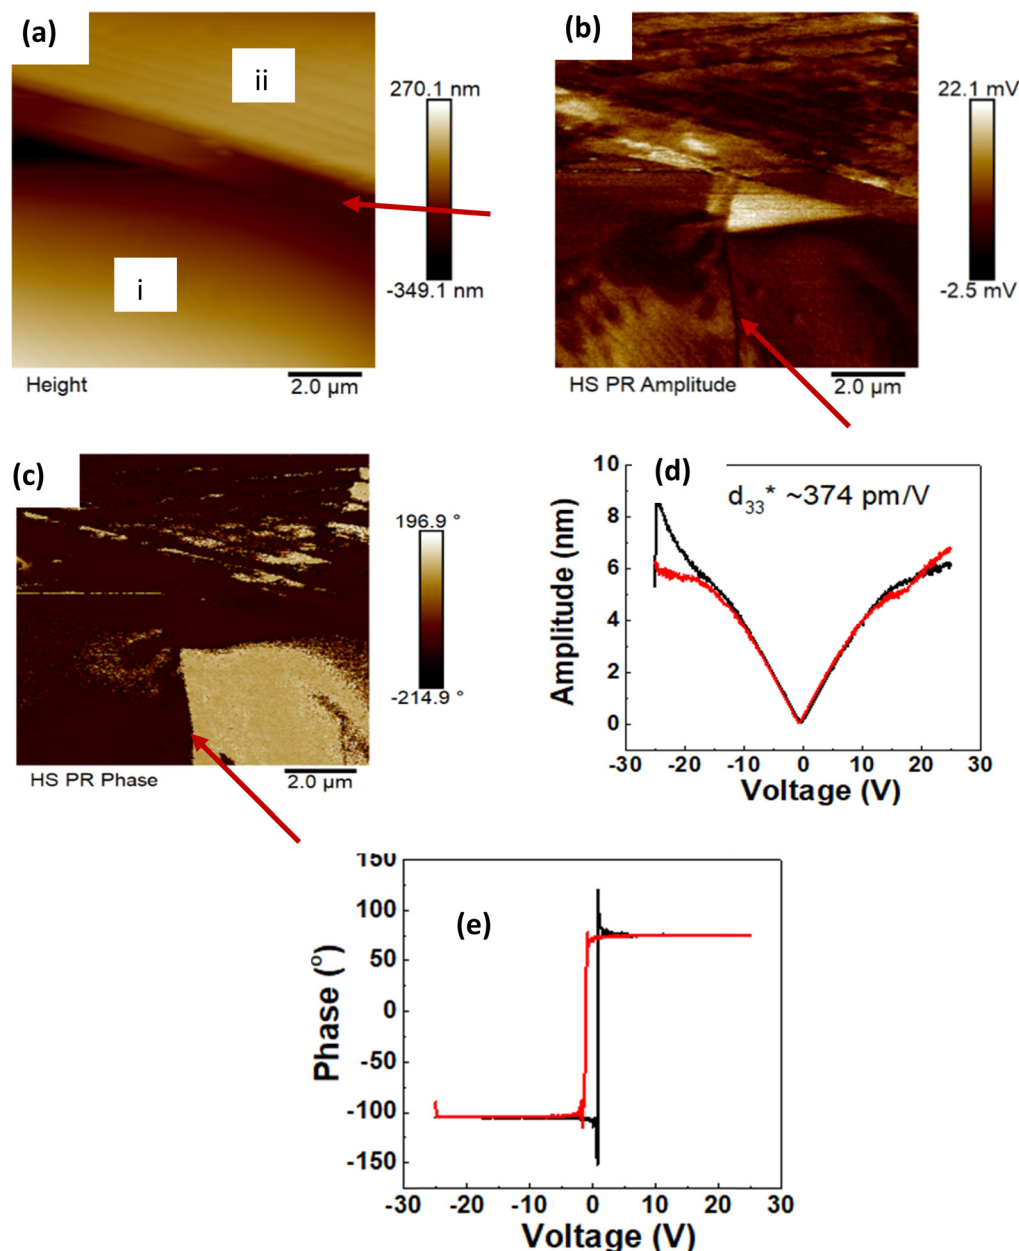 (a)
ii
i
270.1 nm
-349.1 nm
Height
2.0 µm
(b)
22.1 mV
-2.5 mV
HS PR Amplitude
2.0 µm
(c)
196.9 °
-214.9 °
HS PR Phase
2.0 µm
(d)
d33* ~374 pm/V
Amplitude (nm)
10
8
6
4
2
0
-30 -20 -10 0 10 20 30
Voltage (V)
(e)
Phase (°)
150
100
50
0
-50
-100
-150
-30 -20 -10 0 10 20 30
Voltage (V)